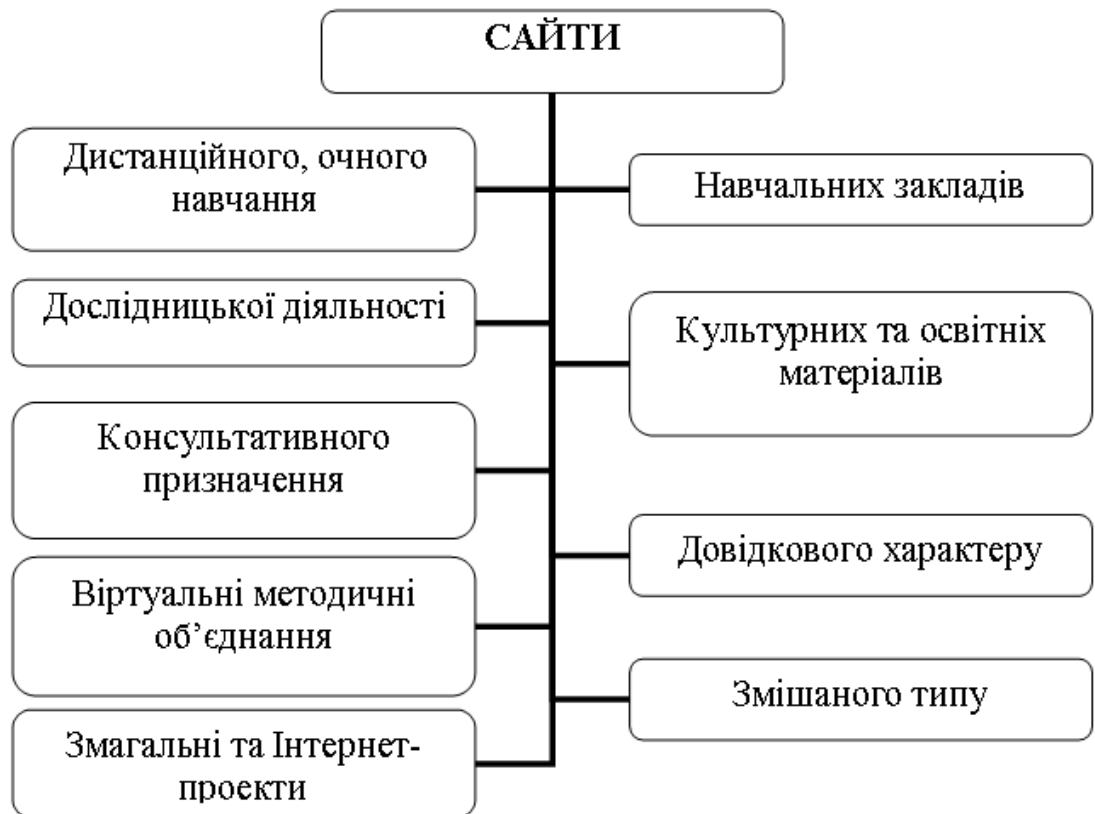 САЙТИ
Дистанційного, очного
навчання
Навчальних закладів
Дослідницької діяльності
Культурних та освітніх
матеріалів
Консультативного
призначення
Довідкового характеру
Віртуальні методичні
об’єднання
Змішаного типу
Змагальні та Інтернет-
проекти